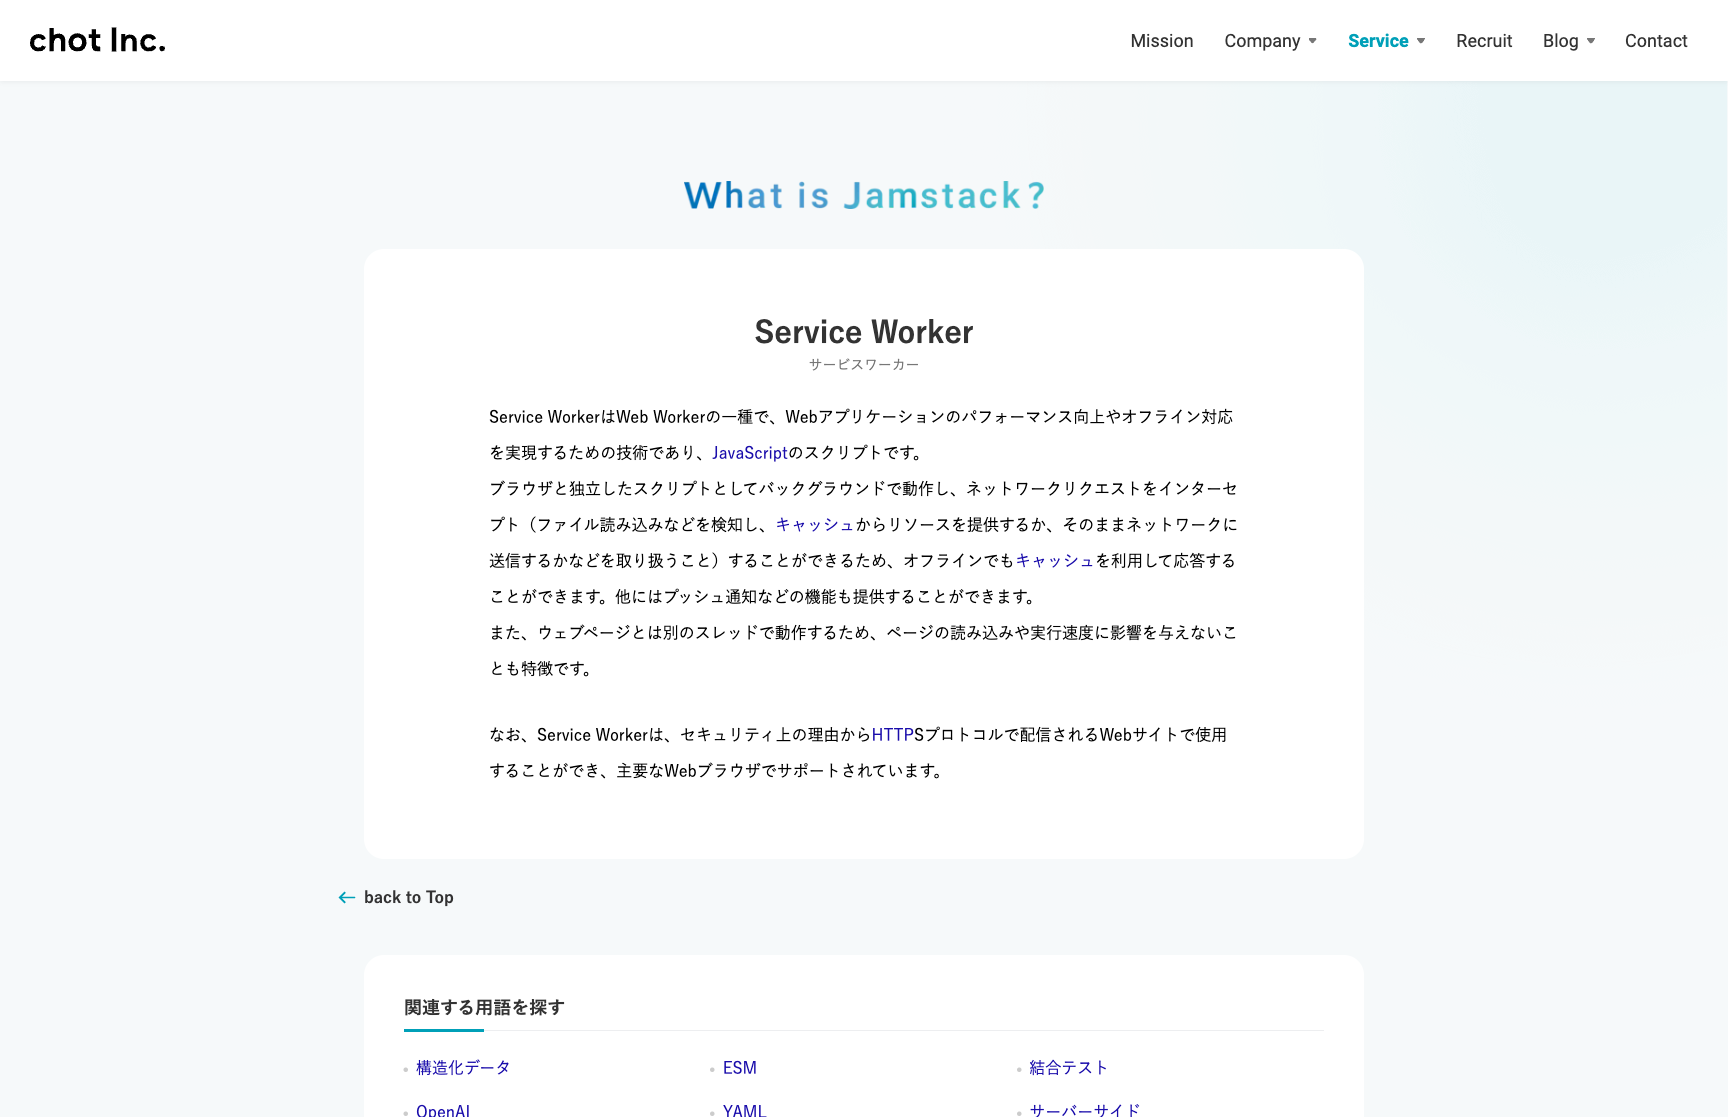 chot Inc.
Mission Company Service Recruit Blog Contact
What is Jamstack?
Service Worker
サービスワーカー
Service WorkerはWeb Workerの一種で、Webアプリケーションのパフォーマンス向上やオフライン対応
を実現するための技術であり、JavaScriptのスクリプトです。
ブラウザと独立したスクリプトとしてバックグラウンドで動作し、ネットワークリクエストをインターセ
プト（ファイル読み込みなどを検知し、キャッシュからリソースを提供するか、そのままネットワークに
送信するかなどを取り扱うこと）することができるため、オフラインでもキャッシュを利用して応答する
ことができます。他にはプッシュ通知などの機能も提供することができます。
また、ウェブページとは別のスレッドで動作するため、ページの読み込みや実行速度に影響を与えないこ
とも特徴です。
なお、Service Workerは、セキュリティ上の理由からHTTPSプロトコルで配信されるWebサイトで使用
することができ、主要なWebブラウザでサポートされています。
back to Top
関連する用語を探す
構造化データ ESM 結合テスト
OpenAI YAML サーバーサイド